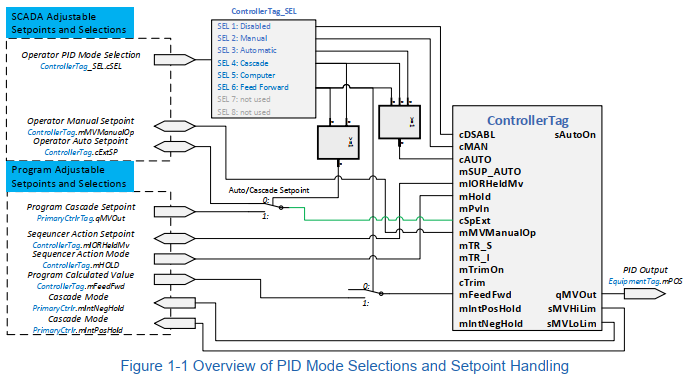 SCADA Adjustable
Setpoints and Selections
Operator PID Mode Selection
ControllerTag_SEL.cSEL
Operator Manual Setpoint
ControllerTag.mMVManualOp
Operator Auto Setpoint
ControllerTag.cExtSP
Program Adjustable
Setpoints and Selections
Program Cascade Setpoint
PrimaryCtrlrTag.qMVOut
Seqeuncer Action Setpoint
ControllerTag.mIORHeldMv
Sequencer Action Mode
ControllerTag.mHOLD
Program Calculated Value
ControllerTag.mFeedFwd
Cascade Mode
PrimaryCtrlr.mIntNegHold
Cascade Mode
PrimaryCtrlr.mIntPosHold
ControllerTag_SEL
SEL 1: Disabled
SEL 2: Manual
SEL 3: Automatic
SEL 4: Cascade
SEL 5: Computer
SEL 6: Feed Forward
SEL 7: not used
SEL 8: not used
≥1
≥1
Auto/Cascade Setpoint
0:
1:
0:
1:
ControllerTag
cDSABL
sAutoOn
cMAN
cAUTO
mSUP_AUTO
mIORHeldMv
mHold
mPvIn
cSpExt
mMVManualOp
mTR_S
mTR_I
mTrimOn
cTrim
mFeedFwd
qMVOut
mIntPosHold
sMVHiLim
mIntNegHold
sMVLoLim
PID Output
EquipmentTag.mPOS
Figure 1-1 Overview of PID Mode Selections and Setpoint Handling